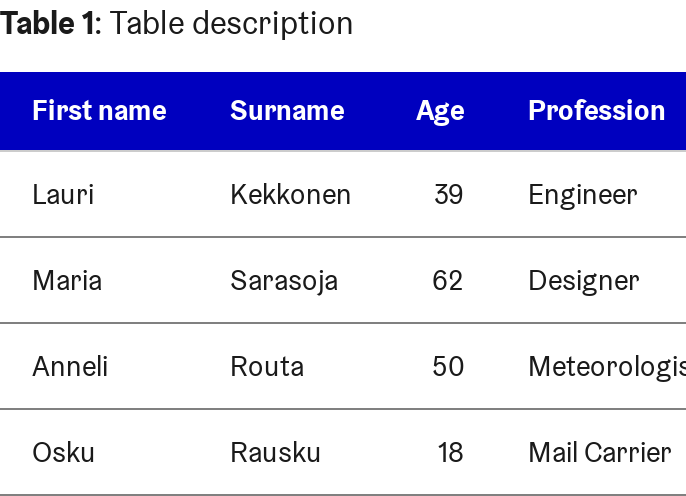 Table 1: Table description
First name Surname Age Profession
Lauri Kekkonen 39 Engineer
Maria Sarasoja 62 Designer
Anneli Routa 50 Meteorologis
Osku Rausku 18 Mail Carrier